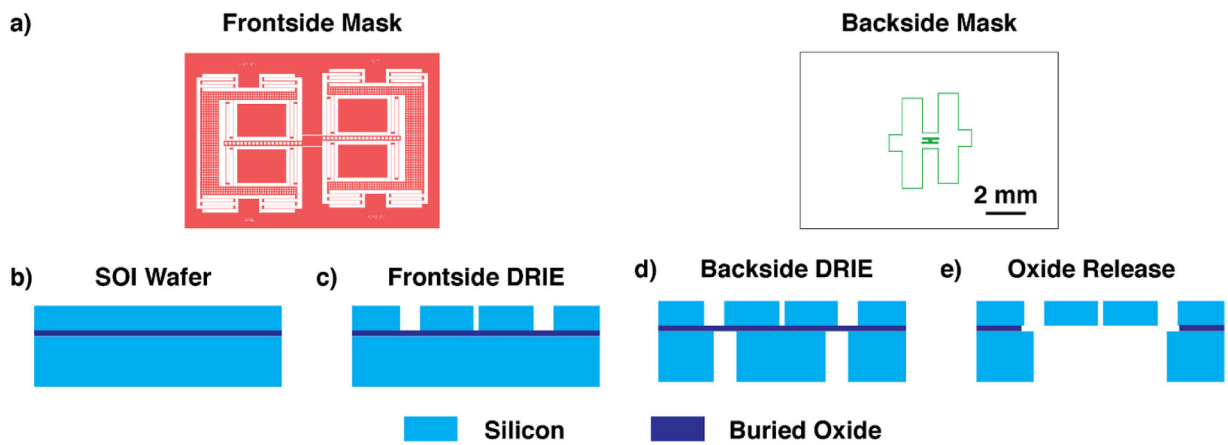 a)
Frontside Mask
Backside Mask
2 mm
b)
SOI Wafer
c)
Frontside DRIE
d)
Backside DRIE
e)
Oxide Release
Silicon
Buried Oxide